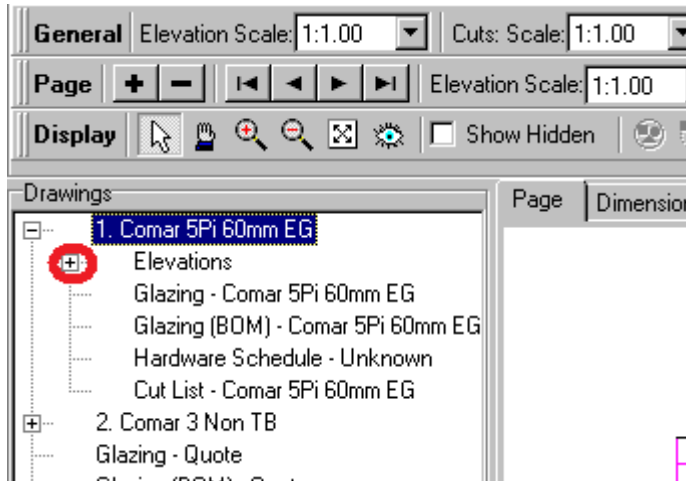 General Elevation Scale: 1:1.00 Cuts: Scale: 1:1.00
Page Elevation Scale: 1:1.00
Display Show Hidden
Drawings
Page Dimension
1. Comar 5Pi 60mm EG
Elevations
Glazing - Comar 5Pi 60mm EG
Glazing (BOM) - Comar 5Pi 60mm EG
Hardware Schedule - Unknown
Cut List - Comar 5Pi 60mm EG
2. Comar 3 Non TB
Glazing - Quote